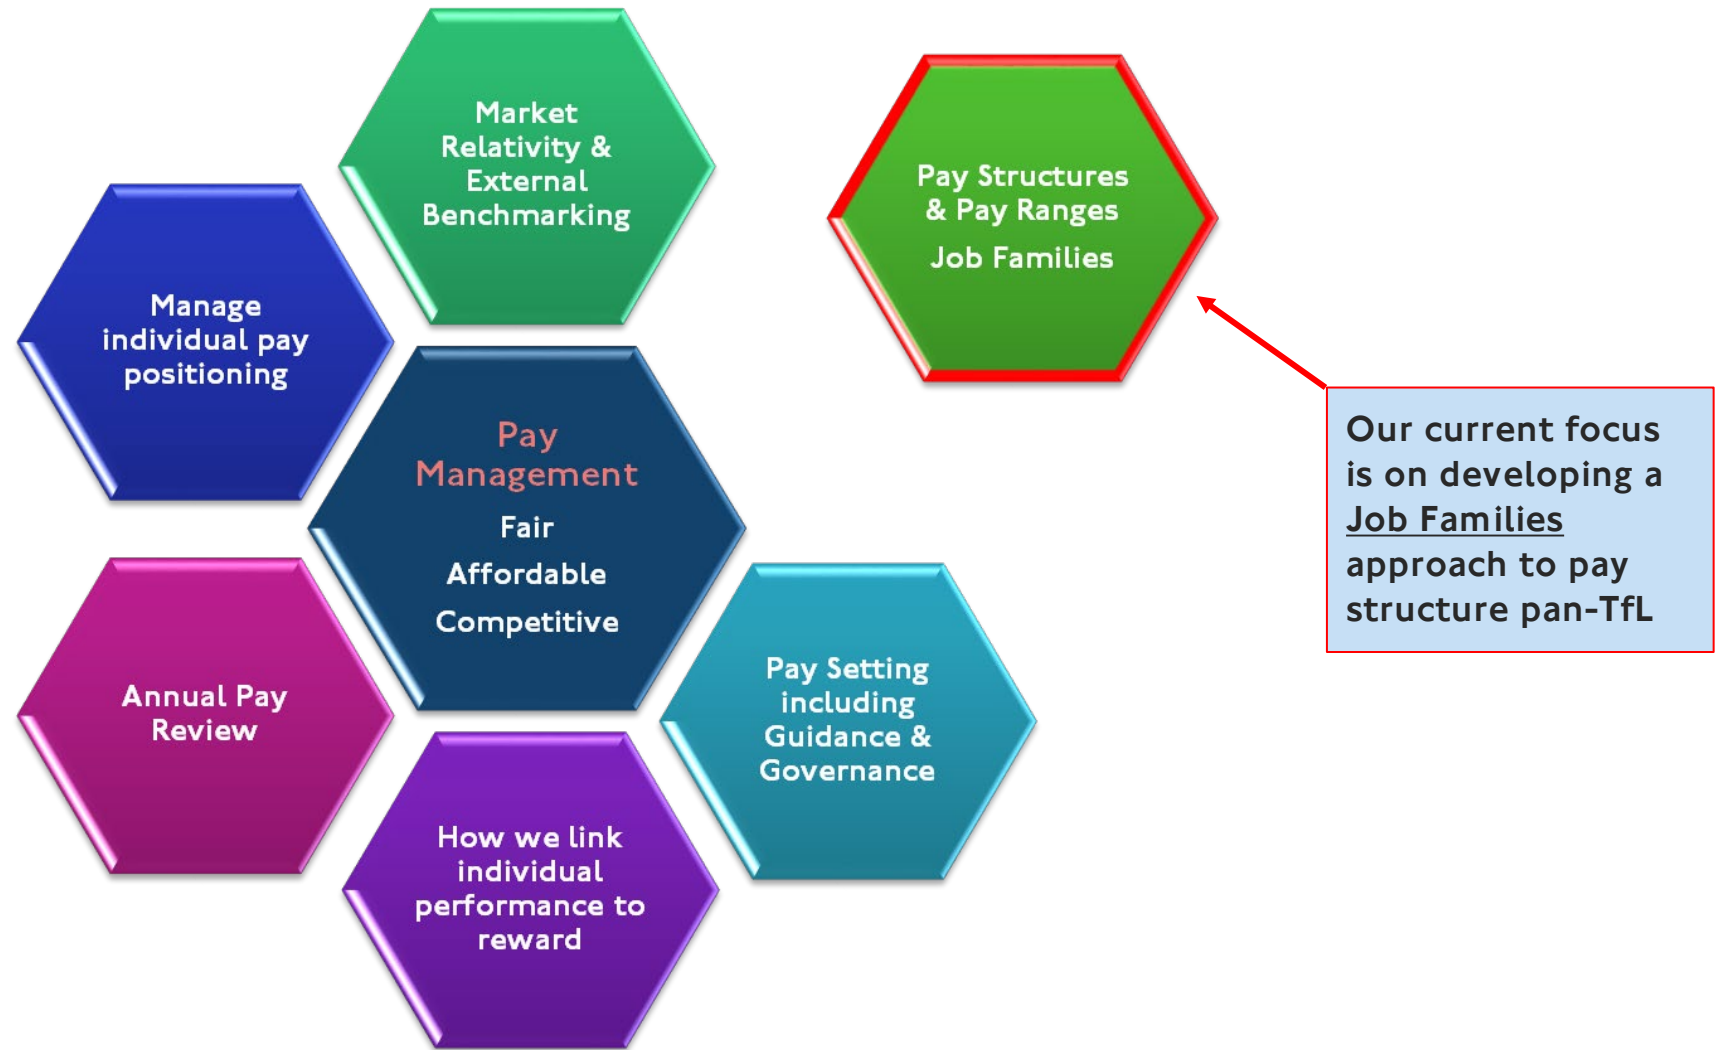 Market
Relativity &
External
Benchmarking
Pay Structures
& Pay Ranges
Job Families
Manage
individual pay
positioning
Pay
Management
Fair
Affordable
Competitive
Our current focus
is on developing a
Job Families
approach to pay
structure pan-TfL
Annual Pay
Review
Pay Setting
including
Guidance &
Governance
How we link
individual
performance to
reward